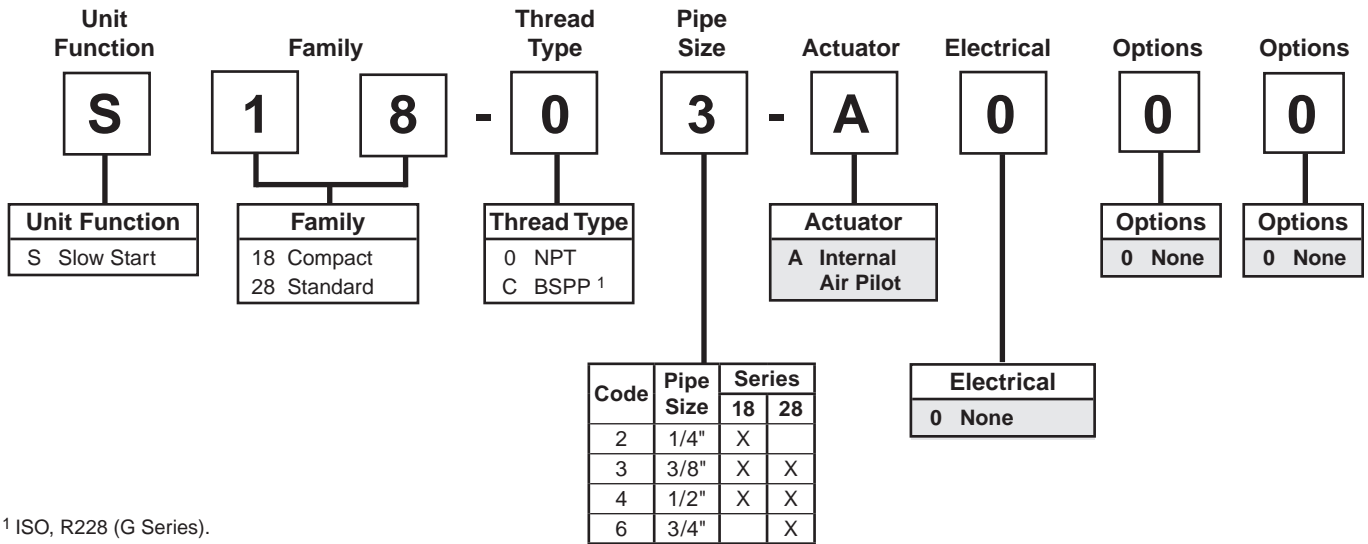 Unit Function Family Thread Type Pipe Size Actuator Electrical Options Options
S 1 8 - 0 3 - A 0 0 0
Unit Function
S Slow Start
Family
18 Compact
28 Standard
Thread Type
0 NPT
C BSPP 1
Actuator
A Internal
Air Pilot
Options
0 None
Options
0 None
Code Pipe Size Series
18 28
2 1/4" X
3 3/8" X X
4 1/2" X X
6 3/4" X
Electrical
0 None
1 ISO, R228 (G Series).